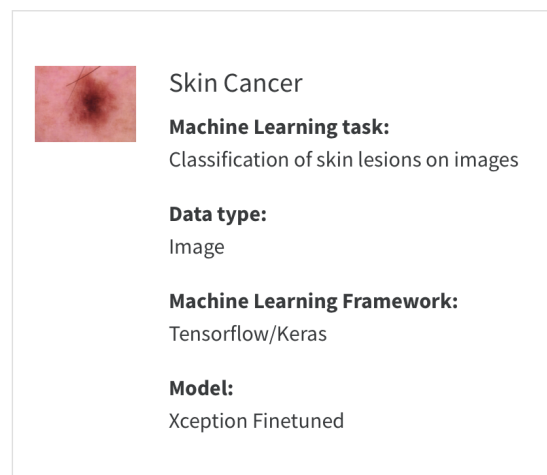 Skin Cancer
Machine Learning task:
Classification of skin lesions on images
Data type:
Image
Machine Learning Framework:
Tensorflow/Keras
Model:
Xception Finetuned